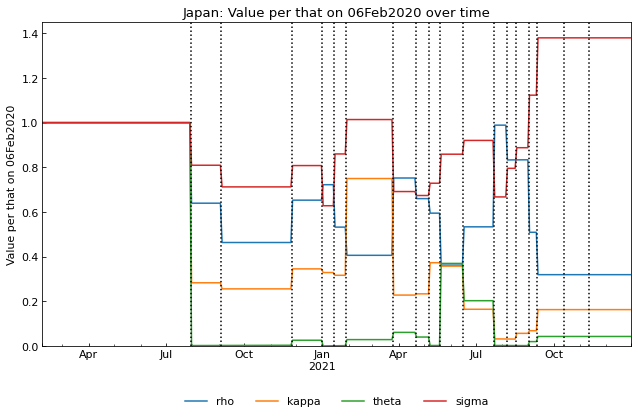 Japan: Value per that on 06Feb2020 over time
Value per that on 06Feb2020
1.4
1.2
1.0
0.8
0.6
0.4
0.2
0.0
Apr Jul Oct Jan Apr Jul Oct
2021
rho kappa theta sigma